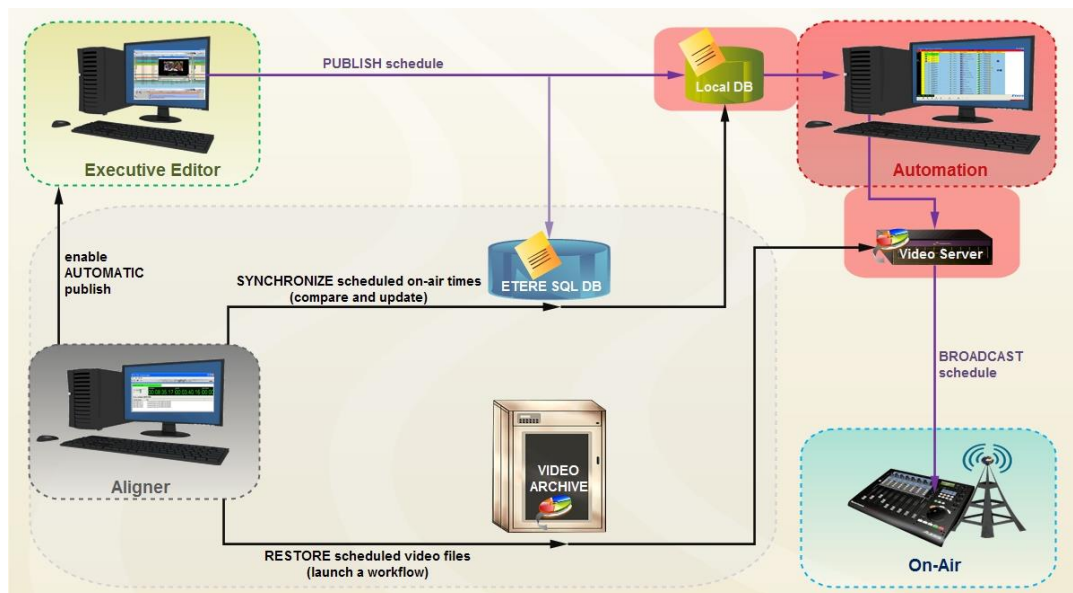 PUBLISH schedule
Local DB
Executive Editor
Automation
enable
AUTOMATIC
publish
Video Server
SYNCHRONIZE scheduled on-air times
(compare and update)
ETERE SQL DB
BROADCAST
schedule
Aligner
VIDEO
ARCHIVE
RESTORE scheduled video files
(launch a workflow)
On-Air